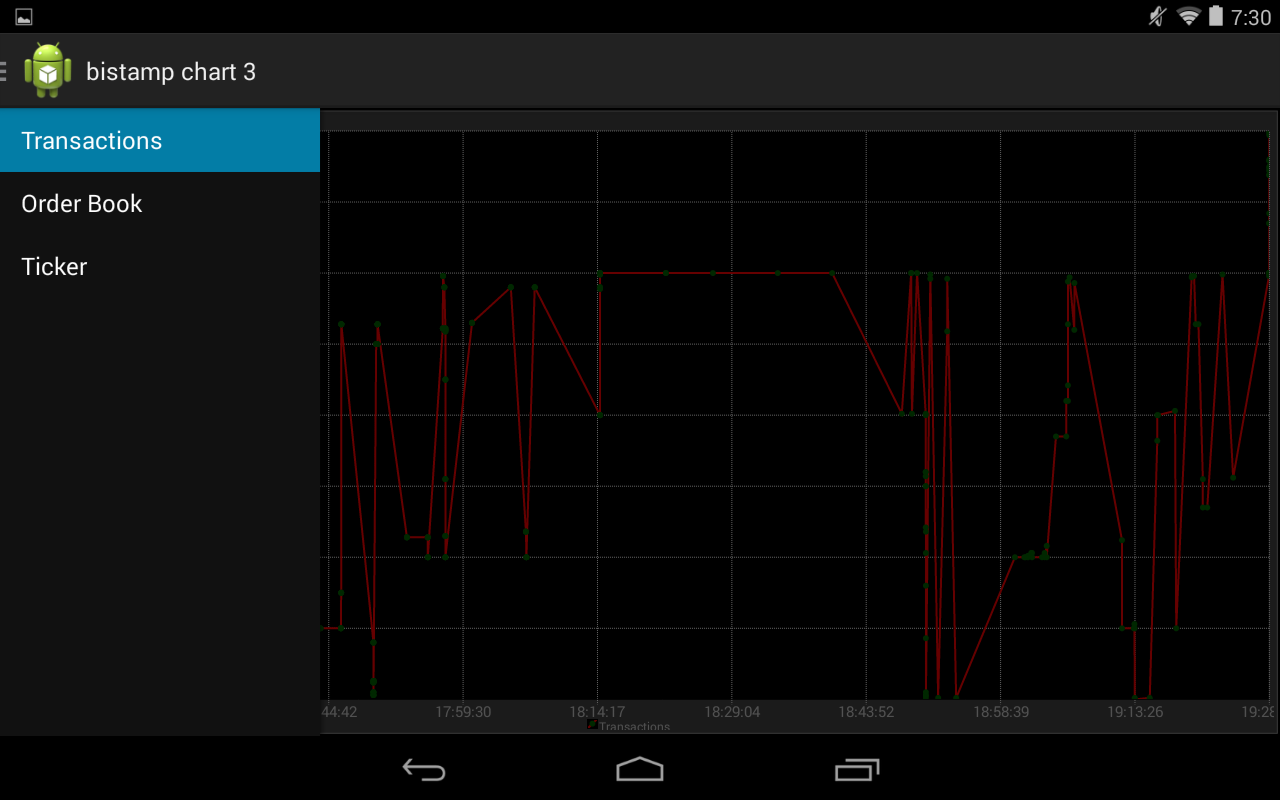 7:30
bistamp chart 3
Transactions
Order Book
Ticker
44:42 17:59:30 18:14:17 18:29:04 18:43:52 18:58:39 19:13:26 19:28
Transactions